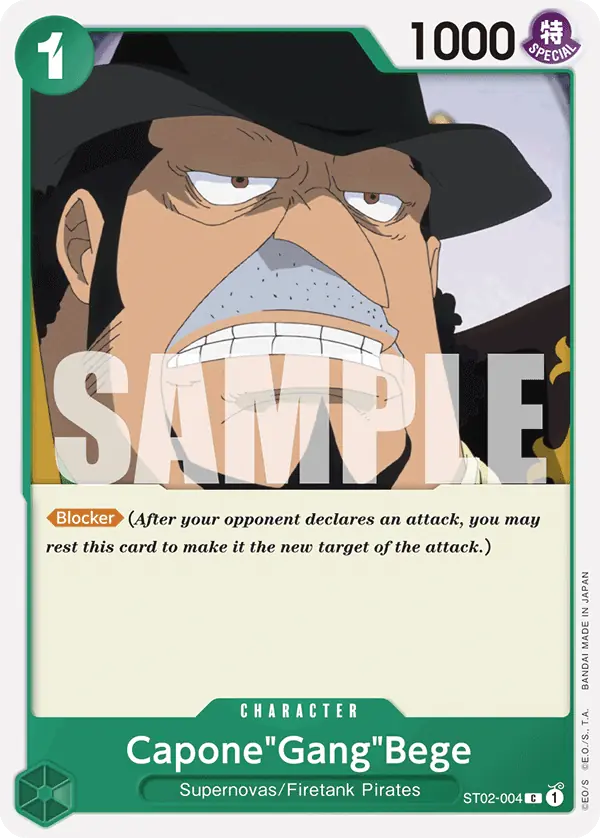 1
1000
特
SPECIAL
SAMPLE
Blocker (After your opponent declares an attack, you may
rest this card to make it the new target of the attack.)
CHARACTER
Capone"Gang"Bege
Supernovas/Firetank Pirates
ST02-004 C 1
©EO/S ©E.O./S., T.A. BANDAI MADE IN JAPAN